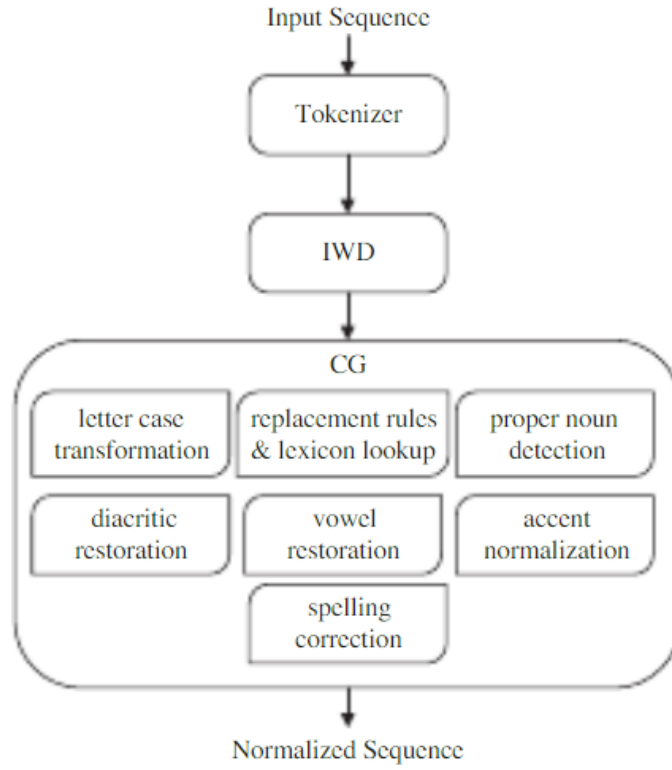 Input Sequence
Tokenizer
IWD
CG
letter case
transformation
replacement rules
& lexicon lookup
proper noun
detection
diacritic
restoration
vowel
restoration
accent
normalization
spelling
correction
Normalized Sequence